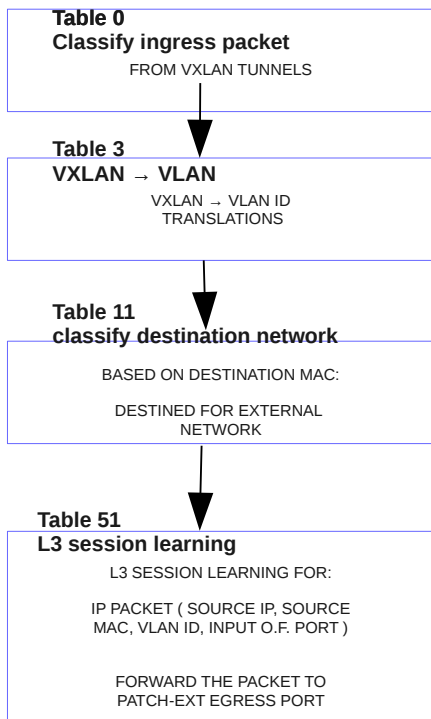 Table 0
Classify ingress packet
FROM VXLAN TUNNELS
Table 3
VXLAN → VLAN
VXLAN → VLAN ID
TRANSLATIONS
Table 11
classify destination network
BASED ON DESTINATION MAC:
DESTINED FOR EXTERNAL
NETWORK
Table 51
L3 session learning
L3 SESSION LEARNING FOR:
IP PACKET ( SOURCE IP, SOURCE
MAC, VLAN ID, INPUT O.F. PORT )
FORWARD THE PACKET TO
PATCH-EXT EGRESS PORT